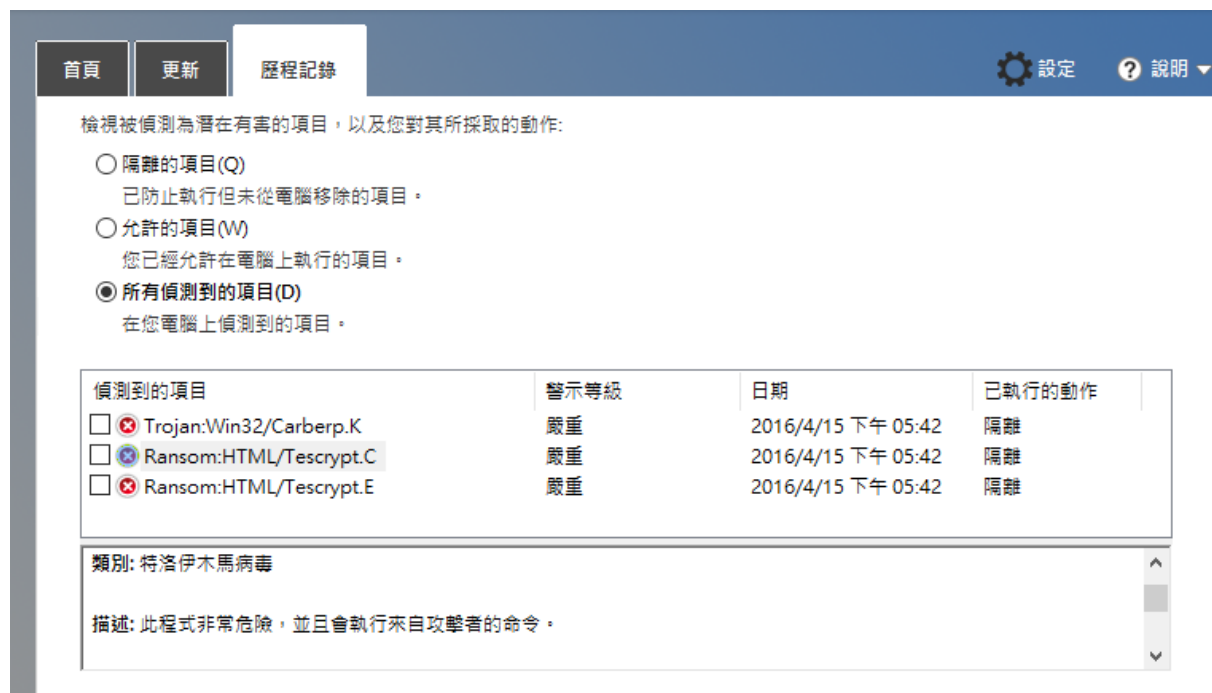 首頁 更新 歷程記錄 設定 ? 說明
檢視被偵測為潛在有害的項目，以及您對其所採取的動作:
隔離的項目(Q)
已防止執行但未從電腦移除的項目。
允許的項目(W)
您已經允許在電腦上執行的項目。
所有偵測到的項目(D)
在您電腦上偵測到的項目。
偵測到的項目 警示等級 日期 已執行的動作
Trojan:Win32/Carberp.K 嚴重 2016/4/15 下午 05:42 隔離
Ransom:HTML/Tescrypt.C 嚴重 2016/4/15 下午 05:42 隔離
Ransom:HTML/Tescrypt.E 嚴重 2016/4/15 下午 05:42 隔離
類別: 特洛伊木馬病毒
描述: 此程式非常危險，並且會執行來自攻擊者的命令。